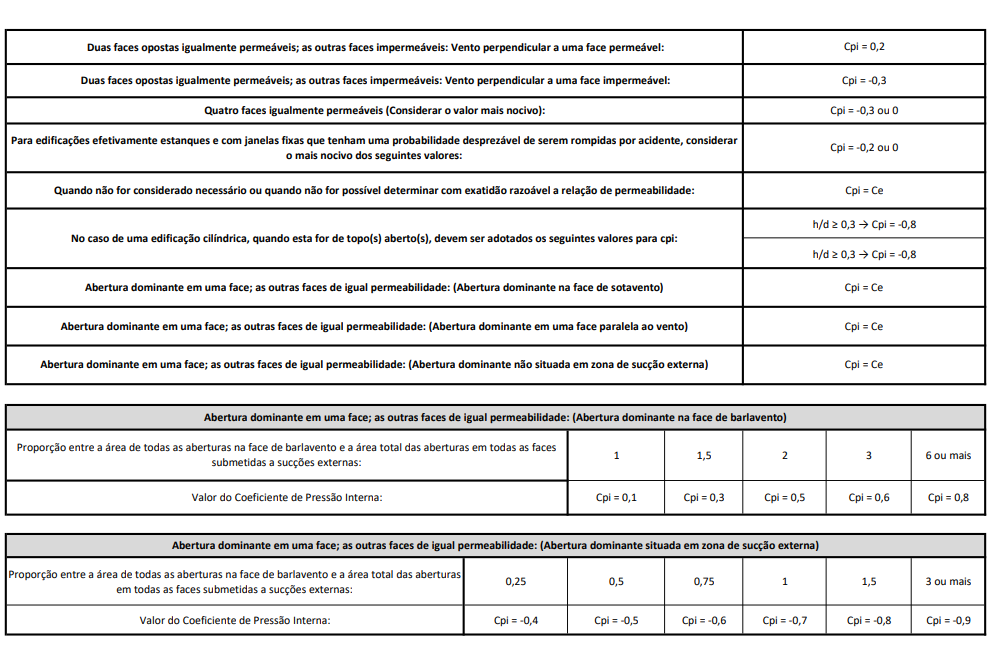 Duas faces opostas igualmente permeáveis; as outras faces impermeáveis: Vento perpendicular a uma face permeável:
Cpi = 0,2
Duas faces opostas igualmente permeáveis; as outras faces impermeáveis: Vento perpendicular a uma face impermeável:
Cpi = -0,3
Quatro faces igualmente permeáveis (Considerar o valor mais nocivo):
Cpi = -0,3 ou 0
Para edificações efetivamente estanques e com janelas fixas que tenham uma probabilidade desprezável de serem rompidas por acidente, considerar
o mais nocivo dos seguintes valores:
Cpi = -0,2 ou 0
Quando não for considerado necessário ou quando não for possível determinar com exatidão razoável a relação de permeabilidade:
Cpi = Ce
No caso de uma edificação cilíndrica, quando esta for de topo(s) aberto(s), devem ser adotados os seguintes valores para cpi:
h/d ≥ 0,3 → Cpi = -0,8
h/d ≥ 0,3 → Cpi = -0,8
Abertura dominante em uma face; as outras faces de igual permeabilidade: (Abertura dominante na face de sotavento)
Cpi = Ce
Abertura dominante em uma face; as outras faces de igual permeabilidade: (Abertura dominante em uma face paralela ao vento)
Cpi = Ce
Abertura dominante em uma face; as outras faces de igual permeabilidade: (Abertura dominante não situada em zona de sucção externa)
Cpi = Ce
Abertura dominante em uma face; as outras faces de igual permeabilidade: (Abertura dominante na face de barlavento)
Proporção entre a área de todas as aberturas na face de barlavento e a área total das aberturas em todas as faces
submetidas a sucções externas:
1
1,5
2
3
6 ou mais
Valor do Coeficiente de Pressão Interna:
Cpi = 0,1
Cpi = 0,3
Cpi = 0,5
Cpi = 0,6
Cpi = 0,8
Abertura dominante em uma face; as outras faces de igual permeabilidade: (Abertura dominante situada em zona de sucção externa)
Proporção entre a área de todas as aberturas na face de barlavento e a área total das aberturas
em todas as faces submetidas a sucções externas:
0,25
0,5
0,75
1
1,5
3 ou mais
Valor do Coeficiente de Pressão Interna:
Cpi = -0,4
Cpi = -0,5
Cpi = -0,6
Cpi = -0,7
Cpi = -0,8
Cpi = -0,9